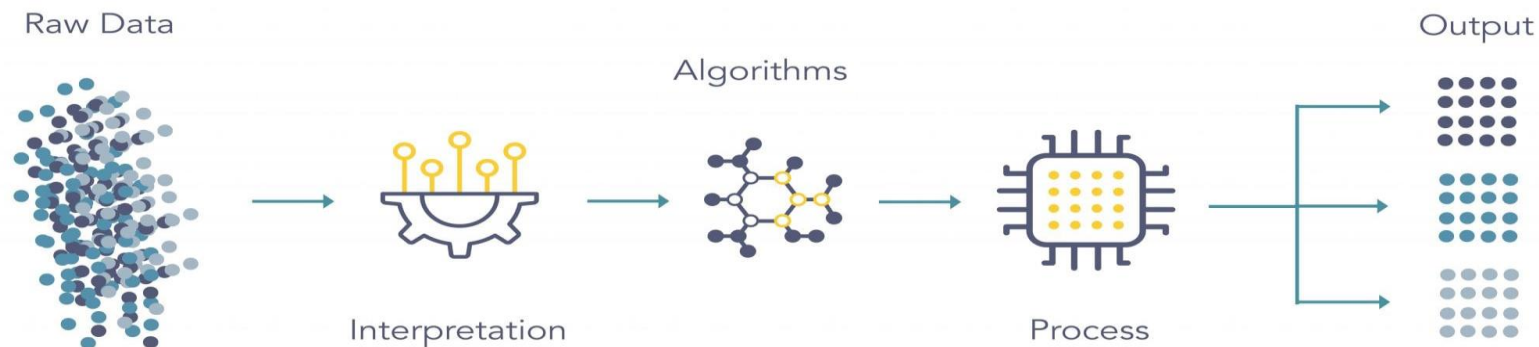 Raw Data
Interpretation
Algorithms
Process
Output